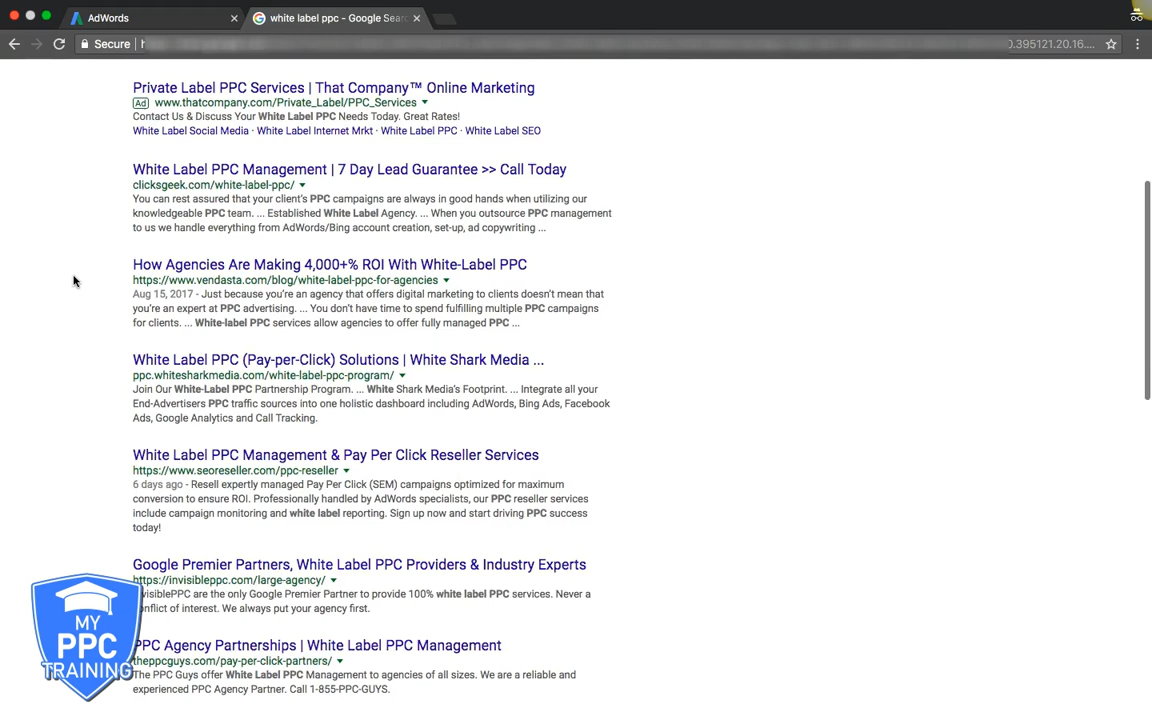 AdWords
white label ppc - Google Sear
Secure
0.395121.20.16....
Private Label PPC Services | That Company™ Online Marketing
Ad www.thatcompany.com/Private_Label/PPC_Services
Contact Us & Discuss Your White Label PPC Needs Today. Great Rates!
White Label Social Media · White Label Internet Mrkt · White Label PPC · White Label SEO
White Label PPC Management | 7 Day Lead Guarantee >> Call Today
clicksgeek.com/white-label-ppc/
You can rest assured that your client's PPC campaigns are always in good hands when utilizing our
knowledgeable PPC team. ... Established White Label Agency. ... When you outsource PPC management
to us we handle everything from AdWords/Bing account creation, set-up, ad copywriting ...
How Agencies Are Making 4,000+% ROI With White-Label PPC
https://www.vendasta.com/blog/white-label-ppc-for-agencies
Aug 15, 2017 - Just because you're an agency that offers digital marketing to clients doesn't mean that
you're an expert at PPC advertising. ... You don't have time to spend fulfilling multiple PPC campaigns
for clients. ... White-label PPC services allow agencies to offer fully managed PPC ...
White Label PPC (Pay-per-Click) Solutions | White Shark Media ...
ppc.whitesharkmedia.com/white-label-ppc-program/
Join Our White-Label PPC Partnership Program. ... White Shark Media's Footprint. ... Integrate all your
End-Advertisers PPC traffic sources into one holistic dashboard including AdWords, Bing Ads, Facebook
Ads, Google Analytics and Call Tracking.
White Label PPC Management & Pay Per Click Reseller Services
https://www.seoreseller.com/ppc-reseller
6 days ago - Resell expertly managed Pay Per Click (SEM) campaigns optimized for maximum
conversion to ensure ROI. Professionally handled by AdWords specialists, our PPC reseller services
include campaign monitoring and white label reporting. Sign up now and start driving PPC success
today!
Google Premier Partners, White Label PPC Providers & Industry Experts
https://invisibleppc.com/large-agency/
visiblePPC are the only Google Premier Partner to provide 100% white label PPC services. Never a
onflict of interest. We always put your agency first.
PPC Agency Partnerships | White Label PPC Management
theppcguys.com/pay-per-click-partners/
The PPC Guys offer White Label PPC Management to agencies of all sizes. We are a reliable and
experienced PPC Agency Partner. Call 1-855-PPC-GUYS.
MY
PPC
TRAINING